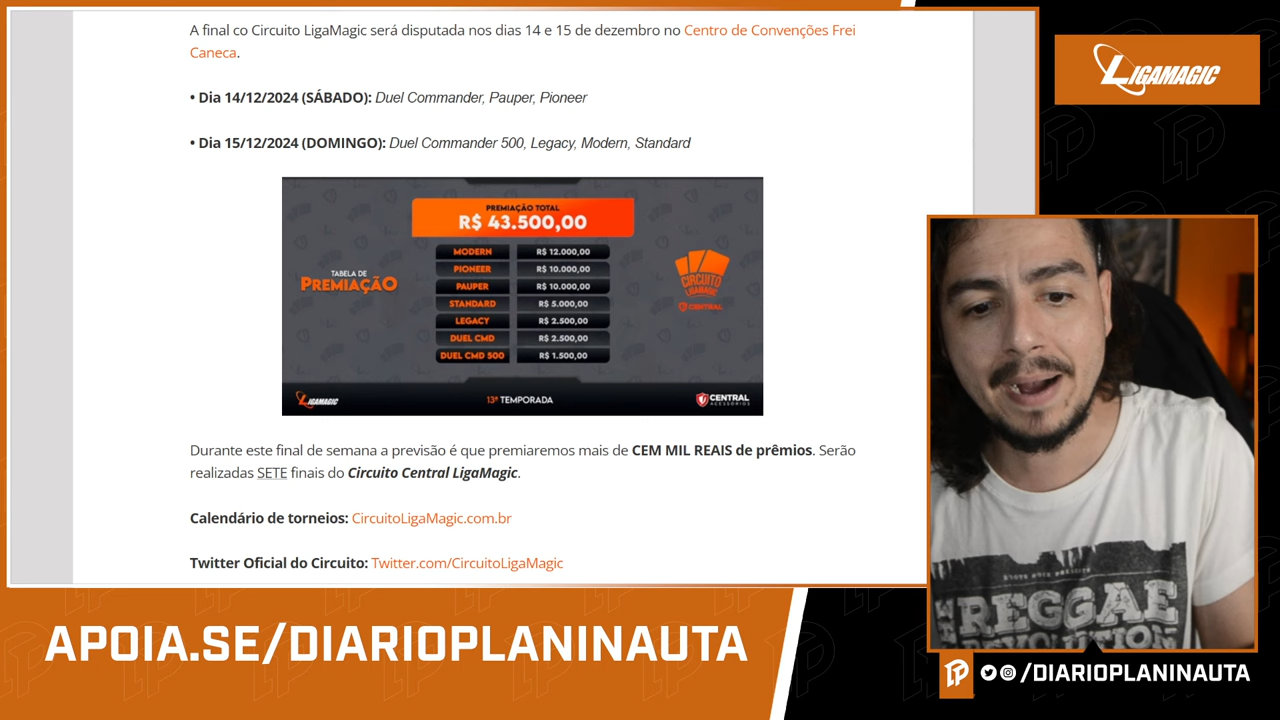 A final co Circuito LigaMagic será disputada nos dias 14 e 15 de dezembro no Centro de Convenções Frei
Caneca.
• Dia 14/12/2024 (SÁBADO): Duel Commander, Pauper, Pioneer
• Dia 15/12/2024 (DOMINGO): Duel Commander 500, Legacy, Modern, Standard
PREMIAÇÃO TOTAL
R$ 43.500,00
TABELA DE
PREMIAÇÃO
MODERN R$ 12.000,00
PIONEER R$ 10.000,00
PAUPER R$ 10.000,00
STANDARD R$ 5.000,00
LEGACY R$ 2.500,00
DUEL CMD R$ 2.500,00
DUEL CMD 500 R$ 1.500,00
CIRCUITO
LIGAMAGIC
CENTRAL
LIGAMAGIC
13ª TEMPORADA
CENTRAL
ACESSÓRIOS
Durante este final de semana a previsão é que premiaremos mais de CEM MIL REAIS de prêmios. Serão
realizadas SETE finais do Circuito Central LigaMagic.
Calendário de torneios: CircuitoLigaMagic.com.br
Twitter Oficial do Circuito: Twitter.com/CircuitoLigaMagic
LIGAMAGIC
REGGAE
REVOLUTION
APOIA.SE/DIARIOPLANINAUTA
/DIARIOPLANINAUTA